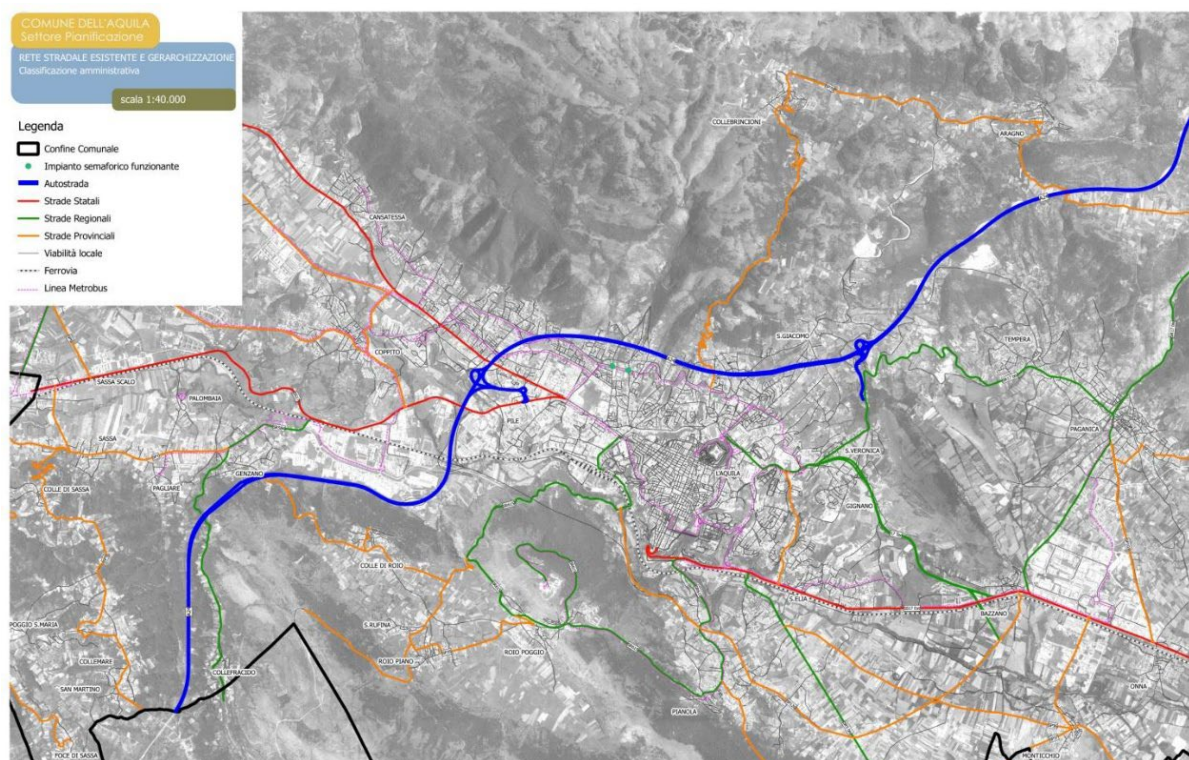 COMUNE DELL'AQUILA
Settore Pianificazione
RETE STRADALE ESISTENTE E GERARCHIZZAZIONE
Classificazione amministrativa
scala 1:40.000
Legenda
Confine Comunale
Impianto semaforico funzionante
Autostrada
Strade Statali
Strade Regionali
Strade Provinciali
Viabilità locale
Ferrovia
Linea Metrobus
COLLEBRINCIONI
ARAGNO
CANSATESSA
S.GIACOMO
TEMPERA
COPPITO
SASSA SCALO
PALOMBAIA
PILE
PAGANICA
SASSA
S.VERONICA
GENZANO
L'AQUILA
COLLE DI SASSA
PAGLIARE
GIGNANO
COLLE DI ROIO
S.ELIA
BAZZANO
POGGIO S.MARIA
S.RUFINA
ROIO POGGIO
COLLEMARE
ROIO PIANO
COLLEFRACIDO
SAN MARTINO
ONNA
PIANOLA
FOCE DI SASSA
MONTICCHIO